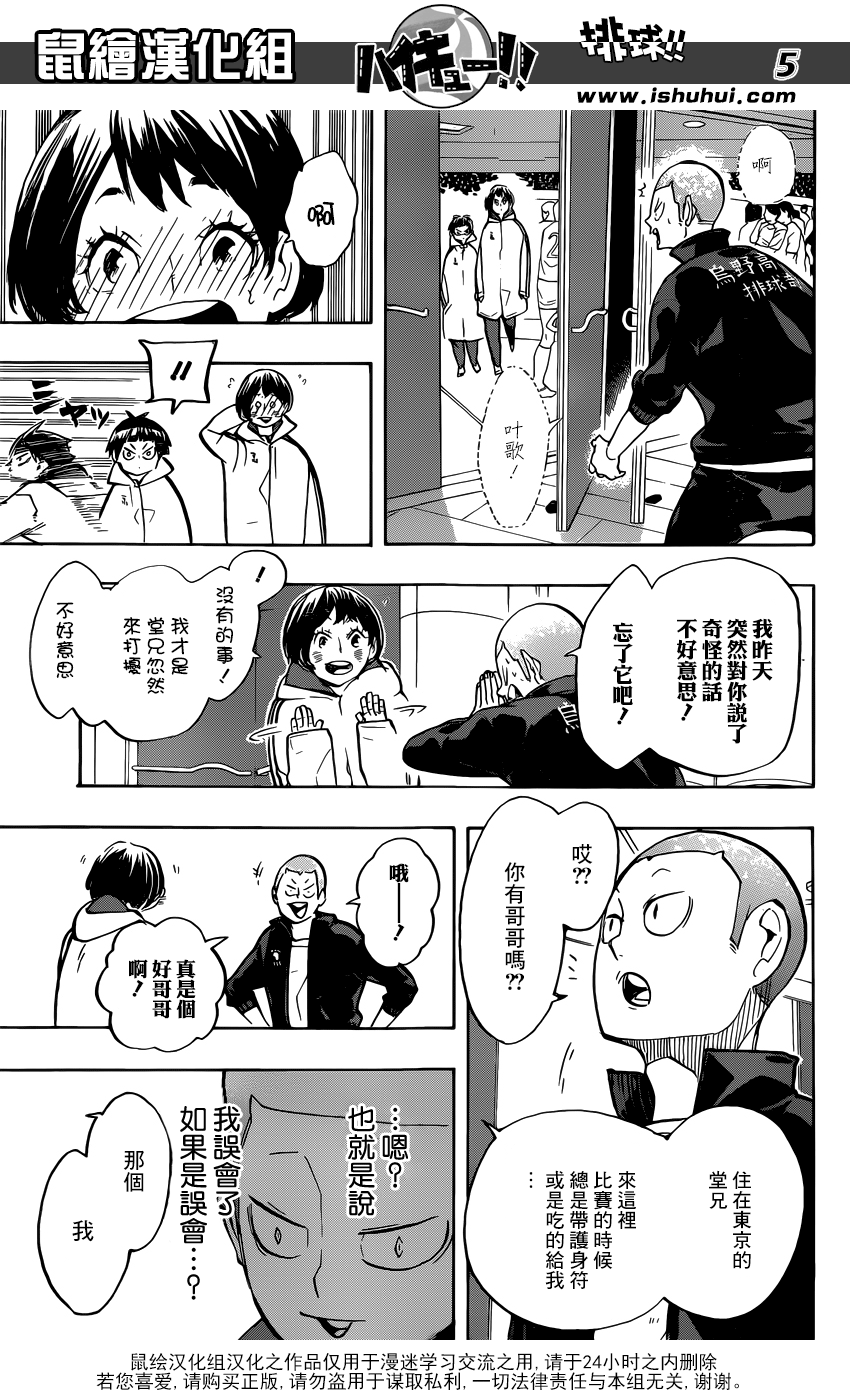 鼠繪漢化組
ハイキュー!!
排球!!
5
www.ishuhui.com
啊
烏野高
排球部
叶歌!
啊
!!
ミャッ
我昨天
突然對你說了
奇怪的話
不好意思!
忘了它吧!
!
沒有的事!
我才是
堂兄忽然
來打擾
不好意思
烏
哎??
你有哥哥嗎??
住在東京的
堂兄
來這裡
比賽的時候
總是帶護身符
或是吃的給我
…
哦——!
真是個
好哥哥
啊!
…嗯?
也就是說
我誤會了
如果是誤會…?
那個
我
鼠绘汉化组汉化之作品仅用于漫迷学习交流之用, 请于24小时之内删除
若您喜爱, 请购买正版, 请勿盗用于谋取私利, 一切法律责任与本组无关, 谢谢。